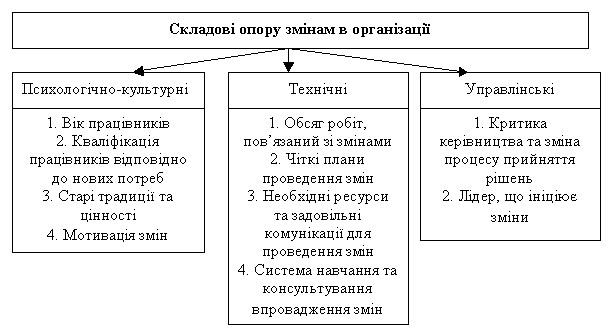 Складові опору змінам в організації
Психологічно-культурні
1. Вік працівників
2. Кваліфікація
працівників відповідно
до нових потреб
3. Старі традиції та
цінності
4. Мотивація змін
Технічні
1. Обсяг робіт,
пов’язаний зі змінами
2. Чіткі плани
проведення змін
3. Необхідні ресурси
та задовільні
комунікації для
проведення змін
4. Система навчання та
консультування
впровадження змін
Управлінські
1. Критика
керівництва та зміна
процесу прийняття
рішень
2. Лідер, що ініціює
зміни